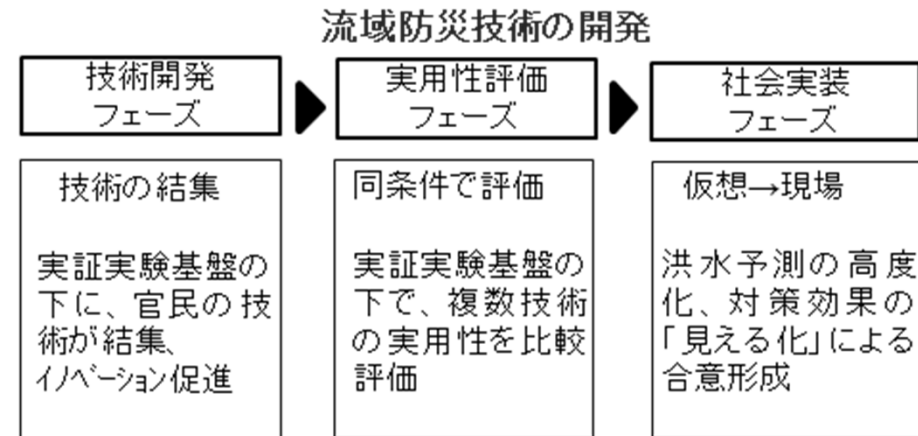 流域防災技術の開発
技術開発
フェーズ
実用性評価
フェーズ
社会実装
フェーズ
技術の結集
実証実験基盤の
下に、官民の技
術が結集、
イノベーション促進
同条件で評価
実証実験基盤の
下で、複数技術
の実用性を比較
評価
仮想→現場
洪水予測の高度
化、対策効果の
「見える化」による
合意形成